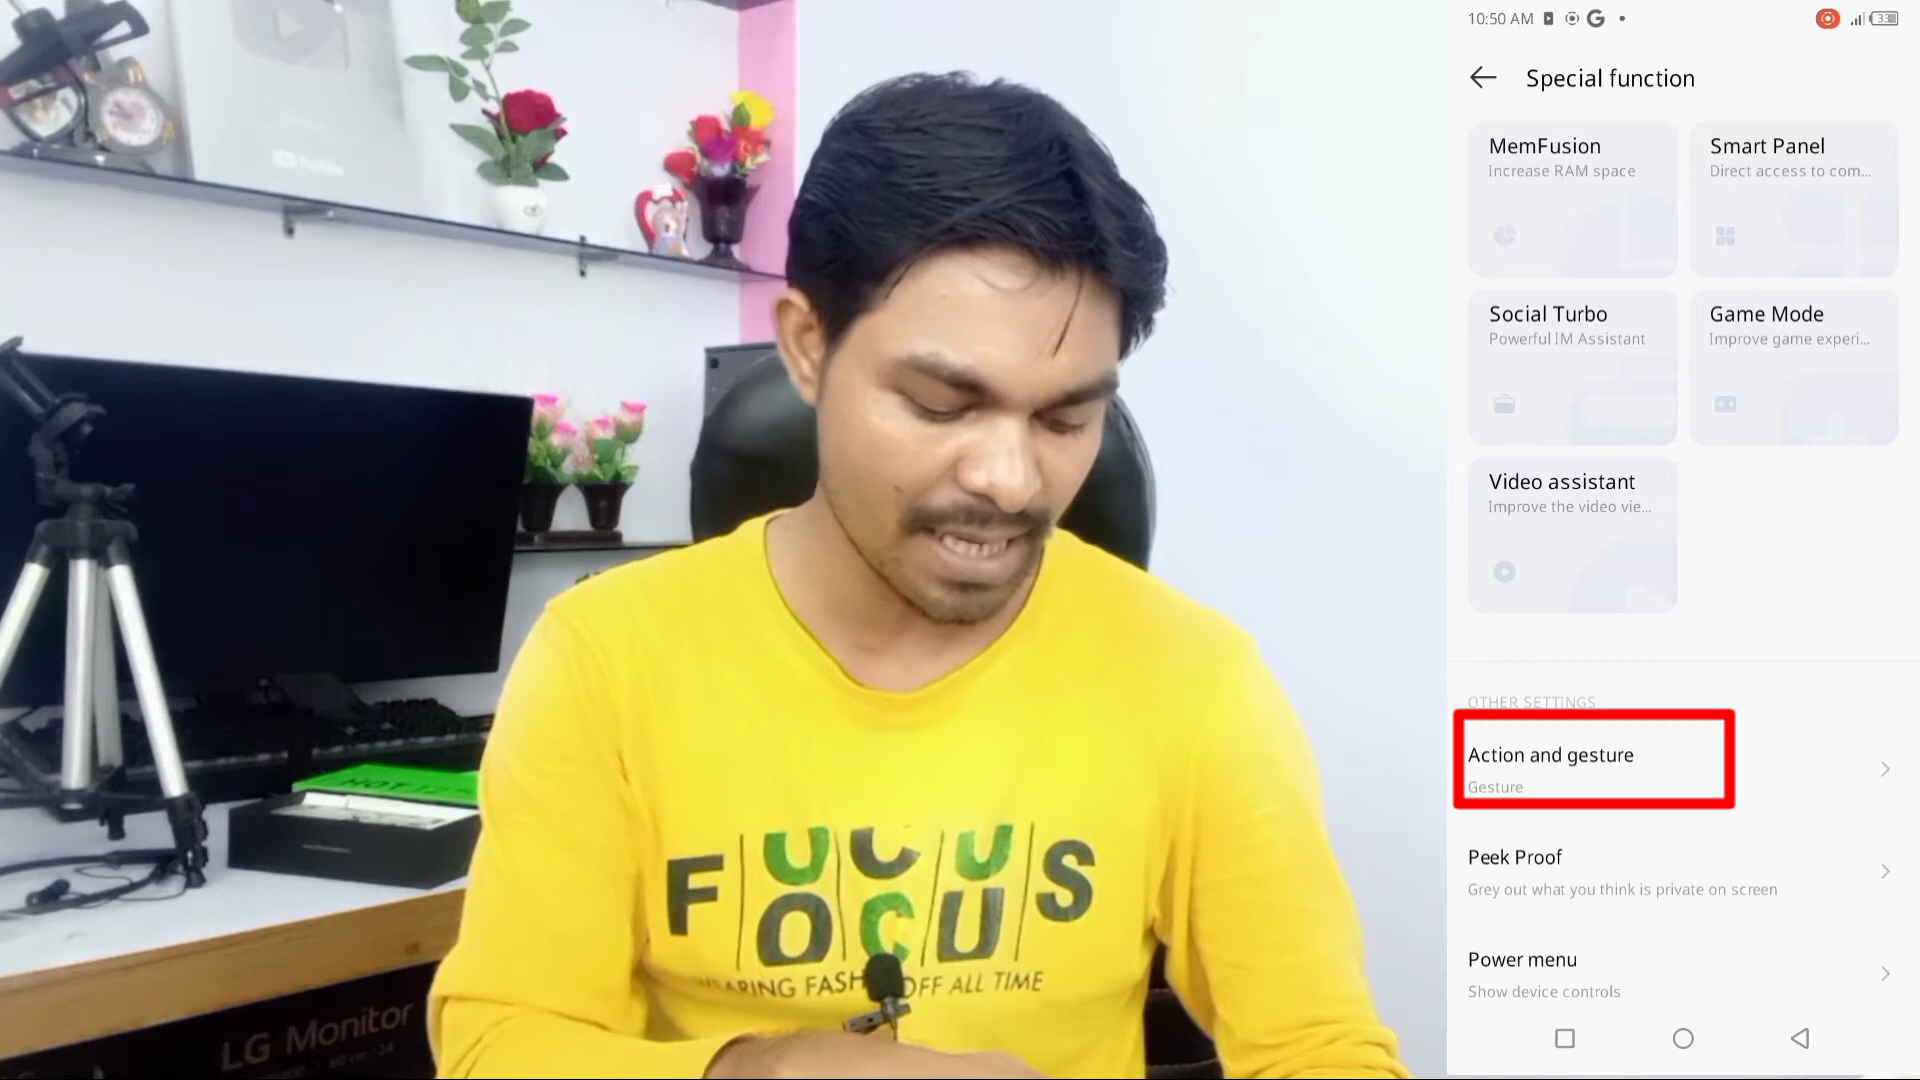 10:50 AM
33
Special function
MemFusion
Increase RAM space
Smart Panel
Direct access to com...
Social Turbo
Powerful IM Assistant
Game Mode
Improve game experi...
Video assistant
Improve the video vie...
OTHER SETTINGS
Action and gesture
Gesture
Peek Proof
Grey out what you think is private on screen
Power menu
Show device controls
YouTube
FOCUS
OFF ALL TIME
LG Monitor